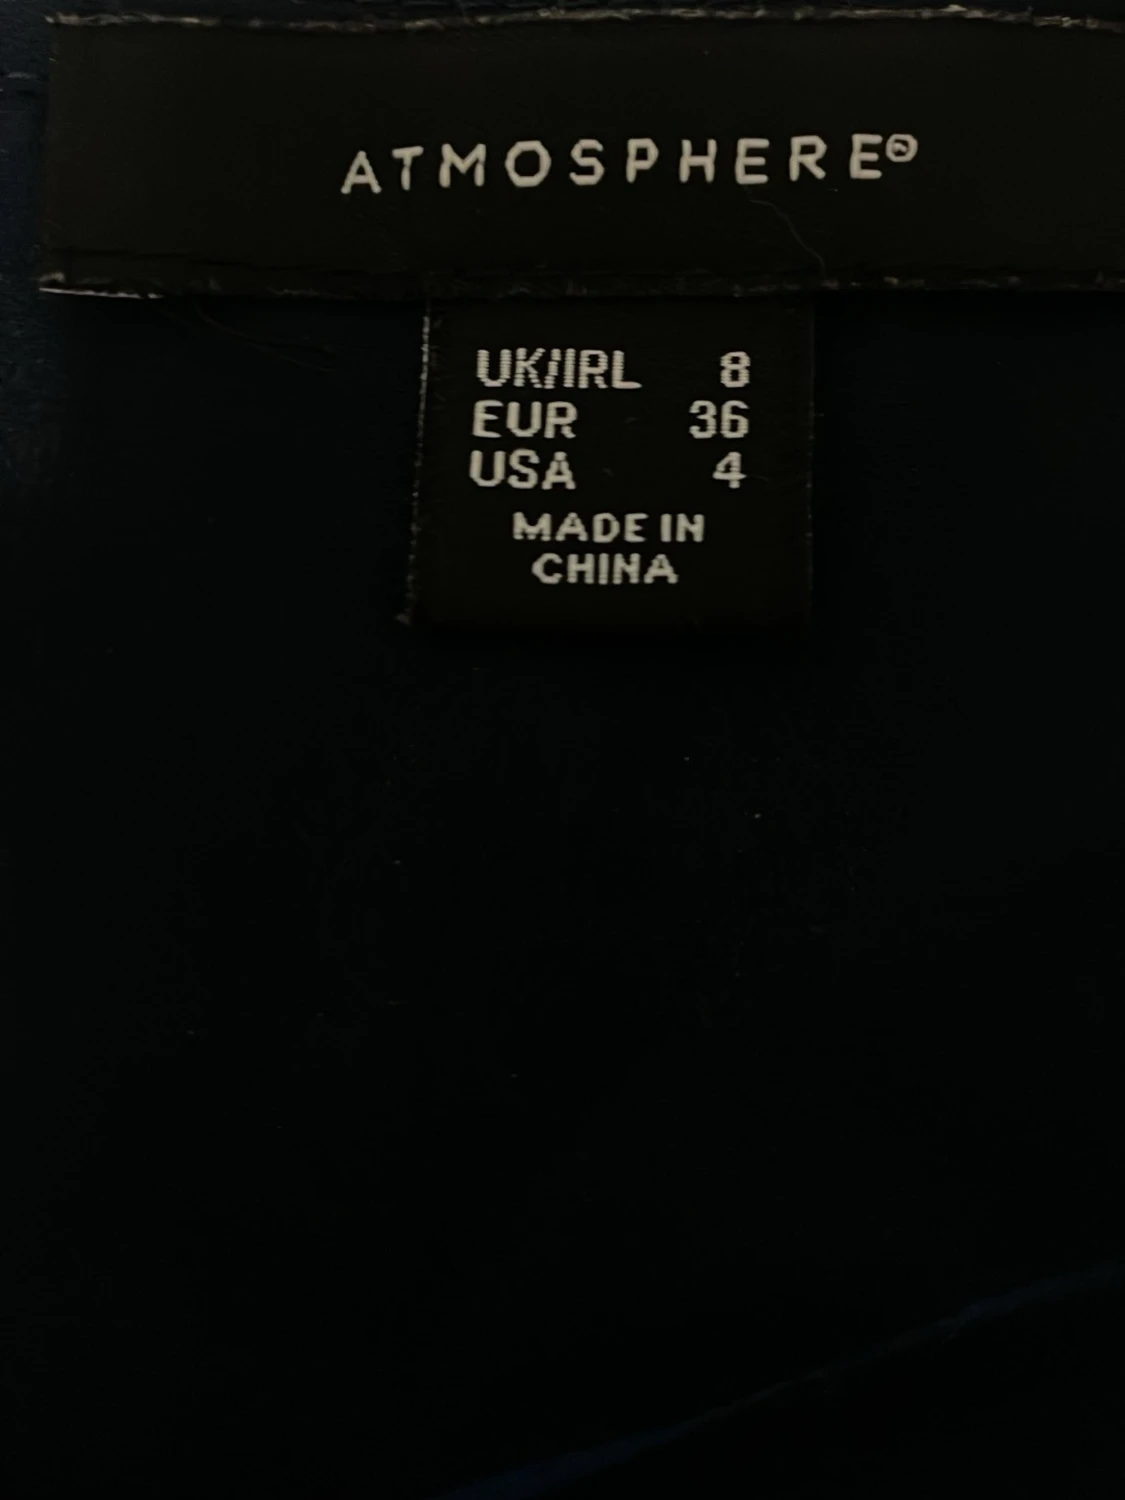 ATMOSPHERE®
UK/IRL 8
EUR 36
USA 4
MADE IN
CHINA